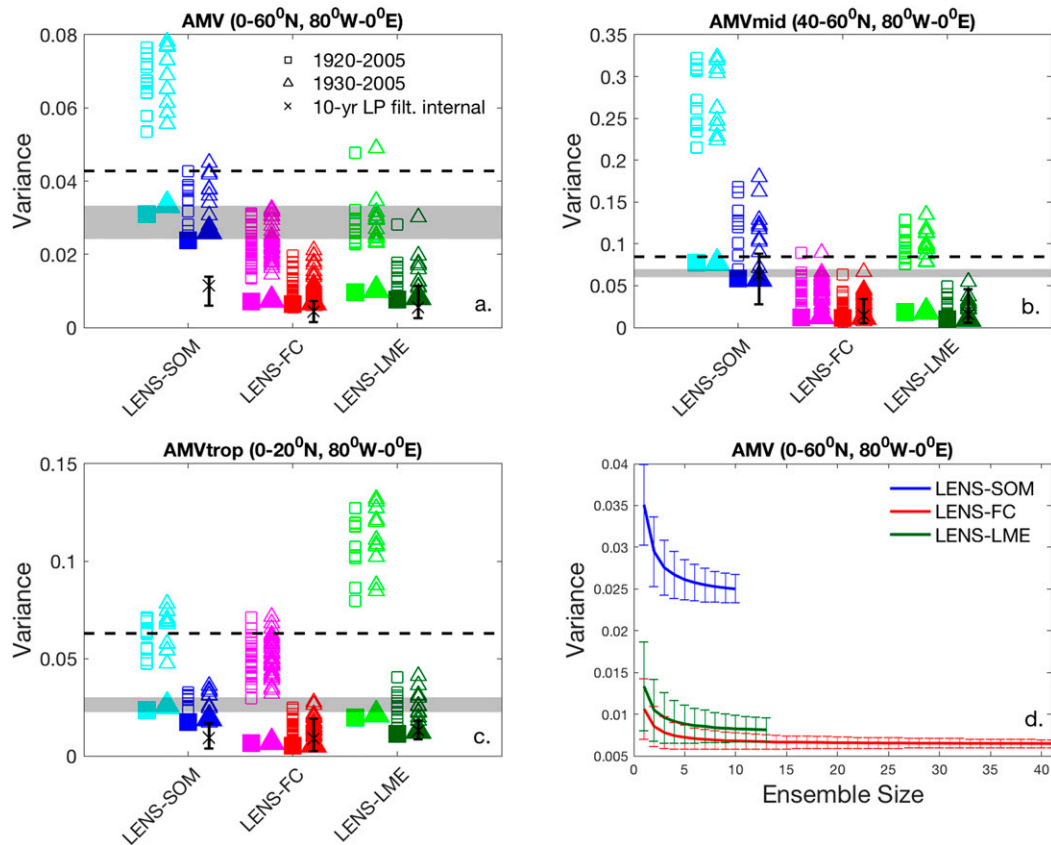 AMV (0-60⁰N, 80⁰W-0⁰E)
0.08
0.06
0.04
0.02
0
Variance
1920-2005
1930-2005
10-yr LP filt. internal
a.
LENS-SOM
LENS-FC
LENS-LME
AMVmid (40-60⁰N, 80⁰W-0⁰E)
0.35
0.3
0.25
0.2
0.15
0.1
0.05
0
Variance
b.
LENS-SOM
LENS-FC
LENS-LME
AMVtrop (0-20⁰N, 80⁰W-0⁰E)
0.15
0.1
0.05
0
Variance
c.
LENS-SOM
LENS-FC
LENS-LME
AMV (0-60⁰N, 80⁰W-0⁰E)
0.04
0.035
0.03
0.025
0.02
0.015
0.01
0.005
Variance
LENS-SOM
LENS-FC
LENS-LME
d.
0 5 10 15 20 25 30 35 40
Ensemble Size